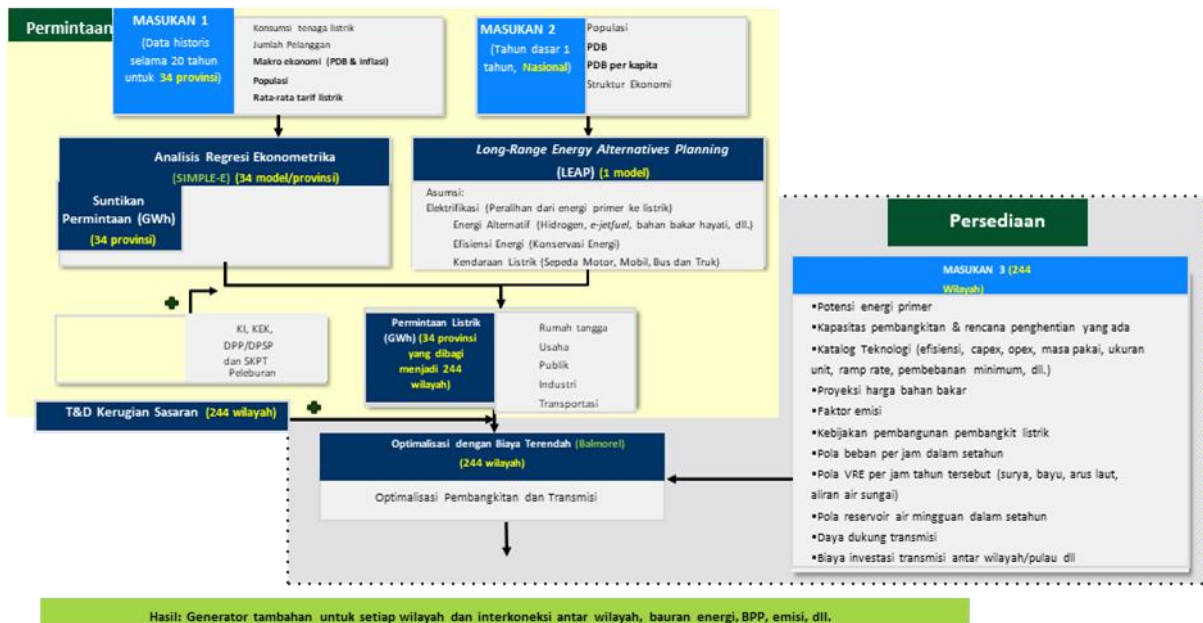 Permintaan
MASUKAN 1
(Data historis
selama 20 tahun
untuk 34 provinsi)
Konsumsi tenaga listrik
Jumlah Pelanggan
Makro ekonomi (PDB & inflasi)
Populasi
Rata-rata tarif listrik
MASUKAN 2
(Tahun dasar 1
tahun, Nasional)
Populasi
PDB
PDB per kapita
Struktur Ekonomi
Analisis Regresi Ekonometrika
(SIMPLE-E) (34 model/provinsi)
Suntikan
Permintaan (GWh)
(34 provinsi)
Long-Range Energy Alternatives Planning
(LEAP) (1 model)
Asumsi:
Elektrifikasi (Peralihan dari energi primer ke listrik)
Energi Alternatif (Hidrogen, e-jetfuel, bahan bakar hayati, dll.)
Efisiensi Energi (Konservasi Energi)
Kendaraan Listrik (Sepeda Motor, Mobil, Bus dan Truk)
KI, KEK,
DPP/DPSP
dan SKPT
Peleburan
Permintaan Listrik
(GWh) (34 provinsi
yang dibagi
menjadi 244
wilayah)
Rumah tangga
Usaha
Publik
Industri
Transportasi
T&D Kerugian Sasaran (244 wilayah)
Optimalisasi dengan Biaya Terendah (Balmorel)
(244 wilayah)
Optimalisasi Pembangkitan dan Transmisi
Persediaan
MASUKAN 3 (244
Wilayah)
•Potensi energi primer
•Kapasitas pembangkitan & rencana penghentian yang ada
•Katalog Teknologi (efisiensi, capex, opex, masa pakai, ukuran
unit, ramp rate, pembebanan minimum, dll.)
•Proyeksi harga bahan bakar
•Faktor emisi
•Kebijakan pembangunan pembangkit listrik
•Pola beban per jam dalam setahun
•Pola VRE per jam tahun tersebut (surya, bayu, arus laut,
aliran air sungai)
•Pola reservoir air mingguan dalam setahun
•Daya dukung transmisi
•Biaya investasi transmisi antar wilayah/pulau dll
Hasil: Generator tambahan untuk setiap wilayah dan interkoneksi antar wilayah, bauran energi, BPP, emisi, dll.